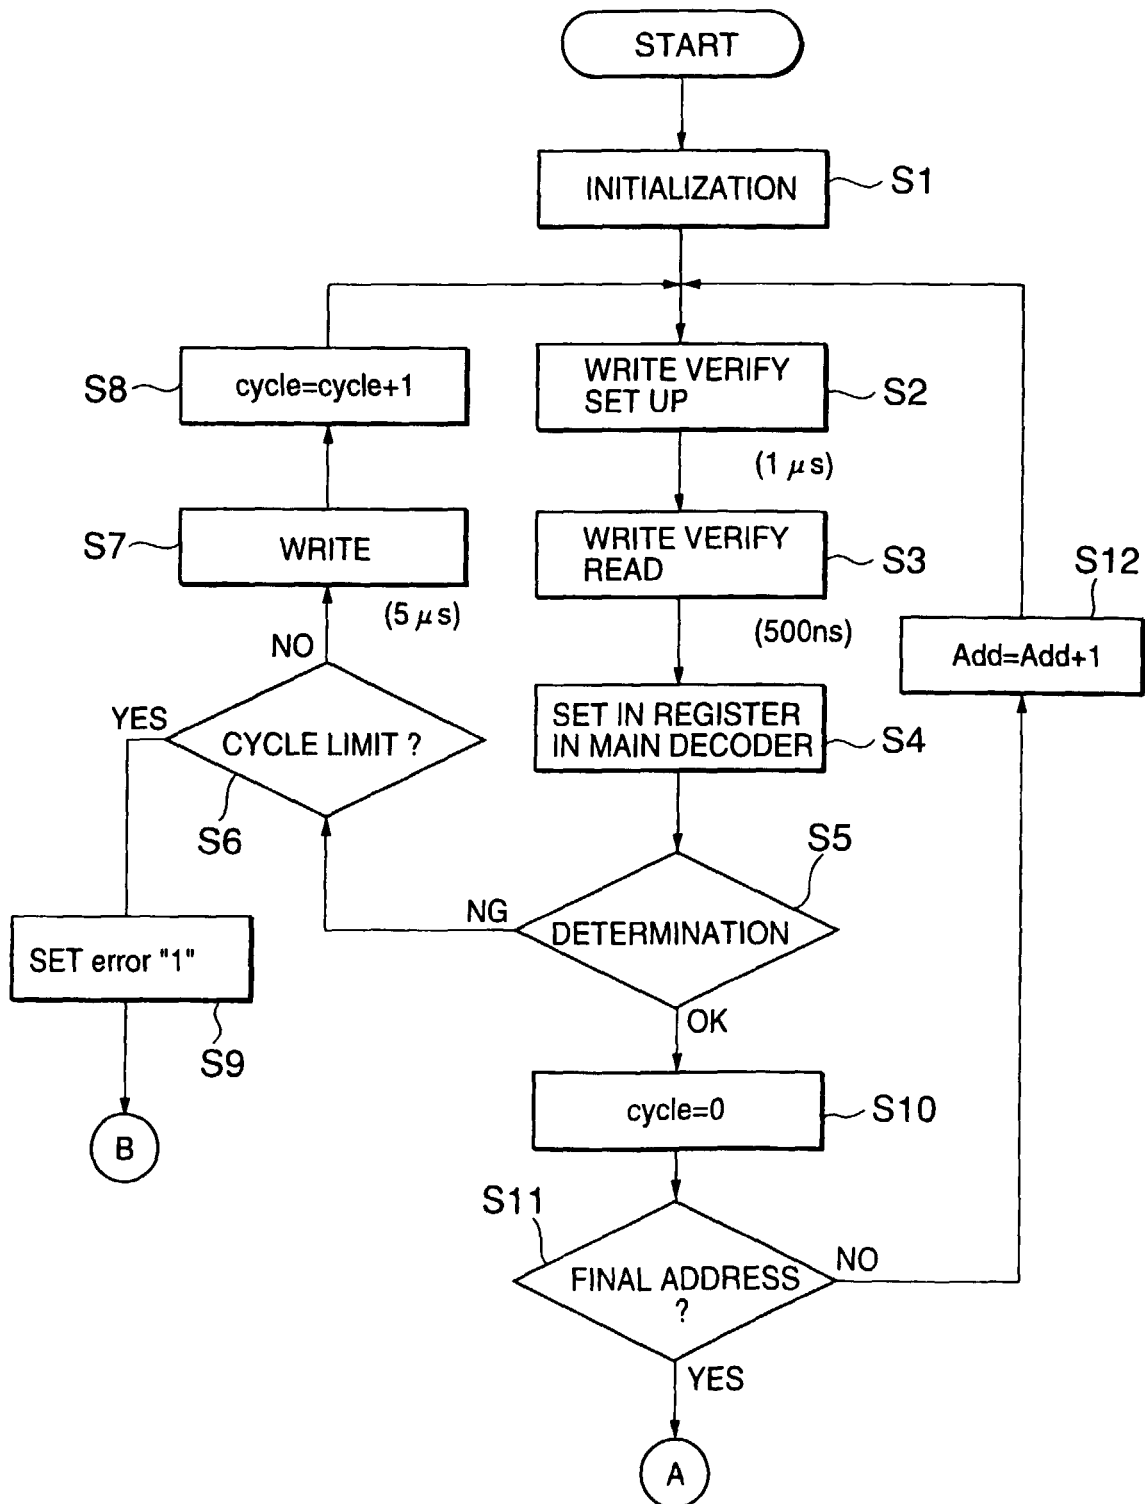 START
INITIALIZATION
S1
S8
cycle=cycle+1
WRITE VERIFY
SET UP
S2
(1 μs)
S7
WRITE
WRITE VERIFY
READ
S3
S12
(5 μs)
(500ns)
NO
Add=Add+1
YES
CYCLE LIMIT ?
SET IN REGISTER
IN MAIN DECODER
S4
S6
S5
NG
DETERMINATION
SET error "1"
OK
S9
cycle=0
S10
B
S11
FINAL ADDRESS
?
NO
YES
A